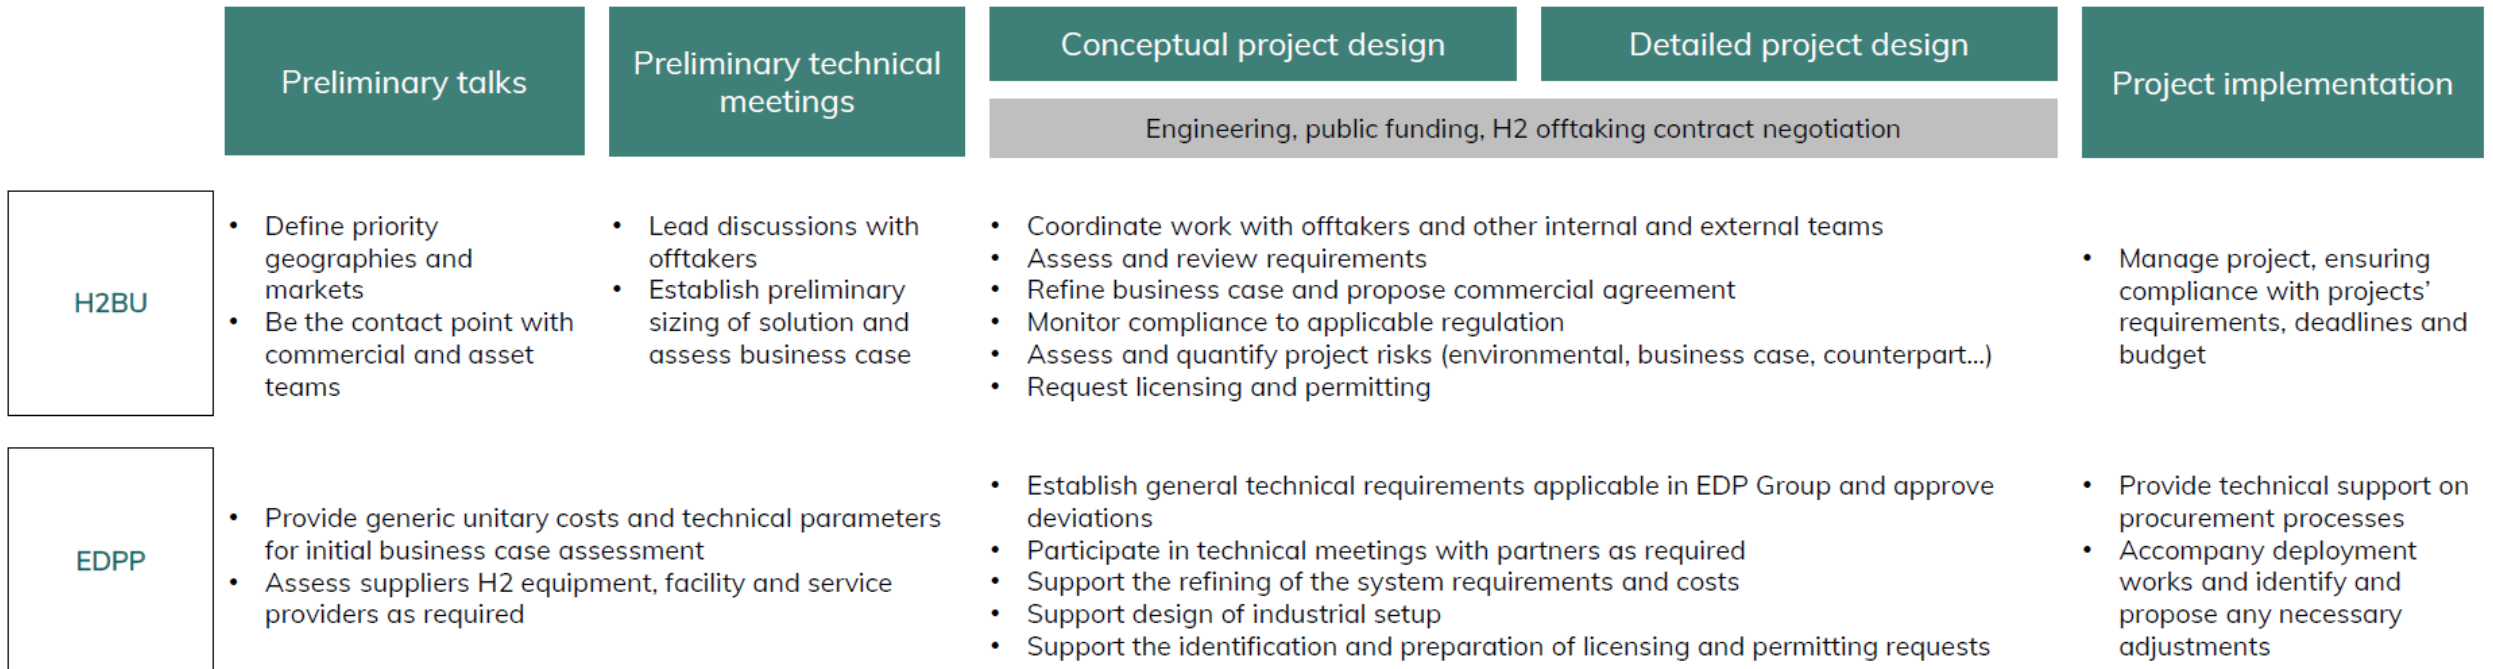 Preliminary talks
Preliminary technical
meetings
Conceptual project design
Detailed project design
Engineering, public funding, H2 offtaking contract negotiation
Project implementation
H2BU
• Define priority
geographies and
markets
• Be the contact point with
commercial and asset
teams
• Lead discussions with
offtakers
• Establish preliminary
sizing of solution and
assess business case
• Coordinate work with offtakers and other internal and external teams
• Assess and review requirements
• Refine business case and propose commercial agreement
• Monitor compliance to applicable regulation
• Assess and quantify project risks (environmental, business case, counterpart...)
• Request licensing and permitting
• Manage project, ensuring
compliance with projects’
requirements, deadlines and
budget
EDPP
• Provide generic unitary costs and technical parameters
for initial business case assessment
• Assess suppliers H2 equipment, facility and service
providers as required
• Establish general technical requirements applicable in EDP Group and approve
deviations
• Participate in technical meetings with partners as required
• Support the refining of the system requirements and costs
• Support design of industrial setup
• Support the identification and preparation of licensing and permitting requests
• Provide technical support on
procurement processes
• Accompany deployment
works and identify and
propose any necessary
adjustments